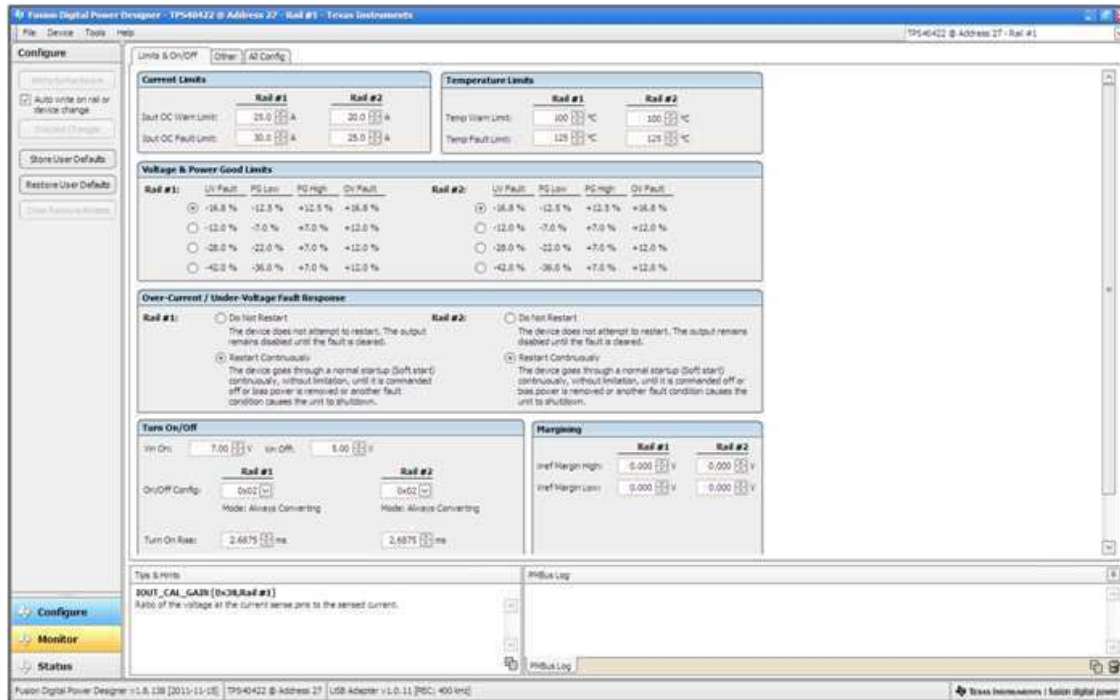 Fusion Digital Power Designer - TPS40422 @ Address 27 - Rail #1 - Texas Instruments
File Device Tools Help
TPS40422 @ Address 27 - Rail #1
Configure
Auto write on rail or
device change
Store User Defaults
Restore User Defaults
Limits & On/Off Other All Config
Current Limits
Rail #1 Rail #2
Iout OC Warn Limit: 25.0 A 20.0 A
Iout OC Fault Limit: 30.0 A 25.0 A
Temperature Limits
Rail #1 Rail #2
Temp Warn Limit: 100 °C 100 °C
Temp Fault Limit: 125 °C 125 °C
Voltage & Power Good Limits
Rail #1: UV Fault PG Low PG High OV Fault
-16.8 % -12.5 % +12.5 % +16.8 %
-12.0 % -7.0 % +7.0 % +12.0 %
-28.0 % -22.0 % +7.0 % +12.0 %
-42.0 % -36.0 % +7.0 % +12.0 %
Rail #2: UV Fault PG Low PG High OV Fault
-16.8 % -12.5 % +12.5 % +16.8 %
-12.0 % -7.0 % +7.0 % +12.0 %
-28.0 % -22.0 % +7.0 % +12.0 %
-42.0 % -36.0 % +7.0 % +12.0 %
Over-Current / Under-Voltage Fault Response
Rail #1: Do Not Restart
The device does not attempt to restart. The output
remains disabled until the fault is cleared.
Restart Continuously
The device goes through a normal startup (Soft start)
continuously, without limitation, until it is commanded
off or bias power is removed or another fault
condition causes the unit to shutdown.
Rail #2: Do Not Restart
The device does not attempt to restart. The output remains
disabled until the fault is cleared.
Restart Continuously
The device goes through a normal startup (Soft start)
continuously, without limitation, until it is commanded off or
bias power is removed or another fault condition causes the
unit to shutdown.
Turn On/Off
Vin On: 7.00 V Vin Off: 5.00 V
Rail #1 Rail #2
On/Off Config: 0x02 0x02
Mode: Always Converting Mode: Always Converting
Turn On Rise: 2.6875 ms 2.6875 ms
Margining
Rail #1 Rail #2
Vref Margin High: 0.000 V 0.000 V
Vref Margin Low: 0.000 V 0.000 V
Tips & Hints
IOUT_CAL_GAIN [0x38,Rail #1]
Ratio of the voltage at the current sense pins to the sensed current.
PMBus Log
PMBus Log
Configure
Monitor
Status
Fusion Digital Power Designer v1.8.138 [2011-11-15] TPS40422 @ Address 27 USB Adapter v1.0.11 [PEC; 400 kHz]
Texas Instruments | fusion digital power